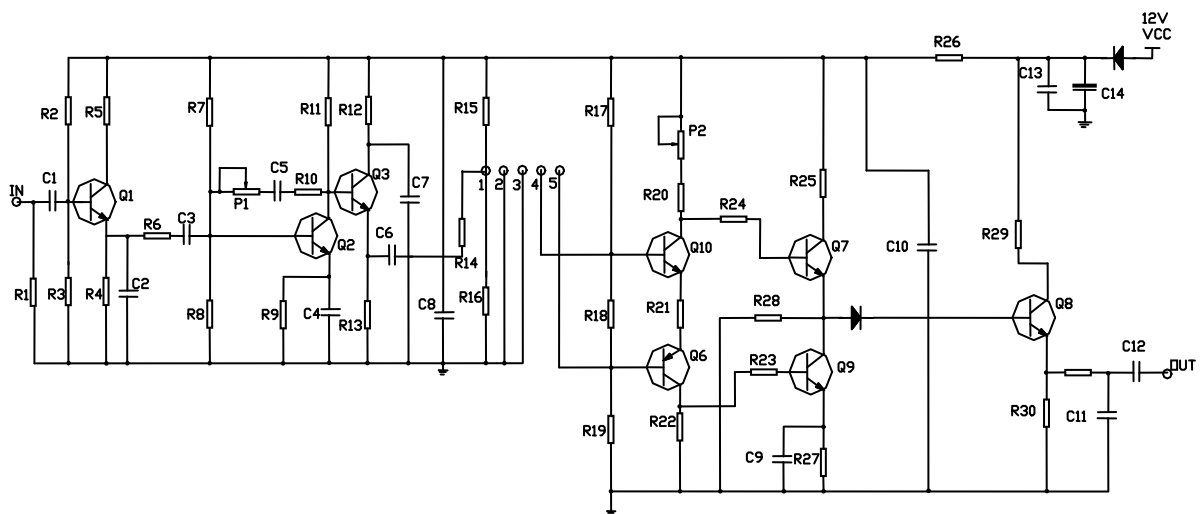 12V
VCC
R26
C13
C14
R2
R5
R7
R11
R12
R15
R17
P2
IN
C1
Q1
P1
C5
R10
Q3
C7
1
2
3
4
5
R20
R25
R24
R6
C3
Q2
C6
R14
Q10
Q7
C10
R29
R1
R3
R4
C2
R8
R9
C4
R13
C8
R16
R18
R21
R28
Q8
Q6
R23
Q9
C12
OUT
R19
R22
C9
R27
R30
C11